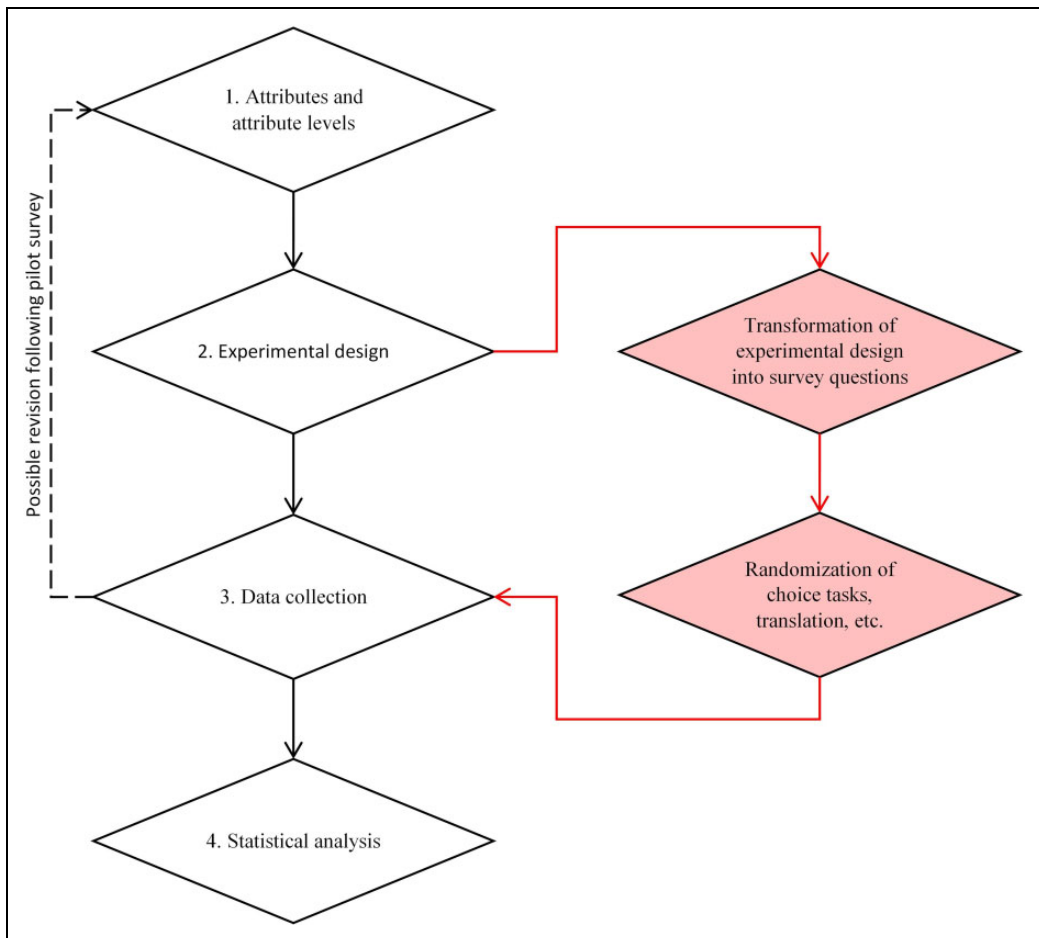 1. Attributes and
attribute levels
Possible revision following pilot survey
2. Experimental design
Transformation of
experimental design
into survey questions
3. Data collection
Randomization of
choice tasks,
translation, etc.
4. Statistical analysis